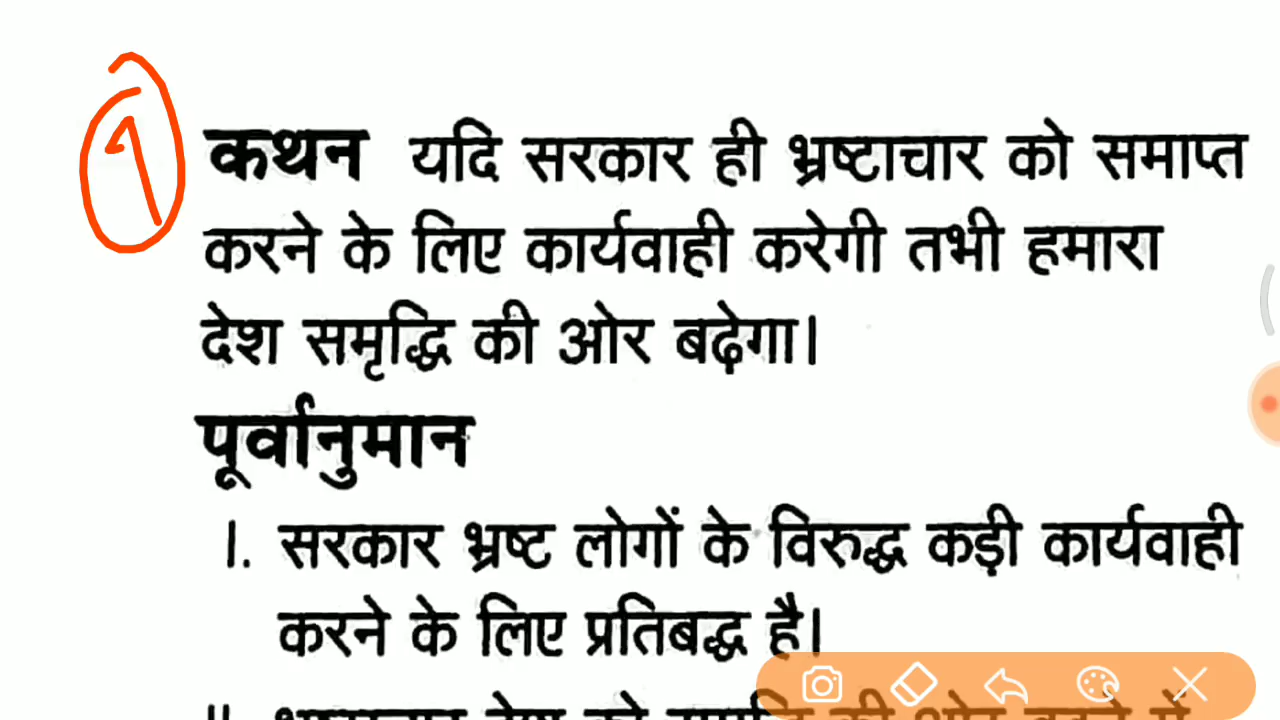 १
कथन यदि सरकार ही भ्रष्टाचार को समाप्त
करने के लिए कार्यवाही करेगी तभी हमारा
देश समृद्धि की ओर बढ़ेगा।
पूर्वानुमान
I. सरकार भ्रष्ट लोगों के विरुद्ध कड़ी कार्यवाही
करने के लिए प्रतिबद्ध है।